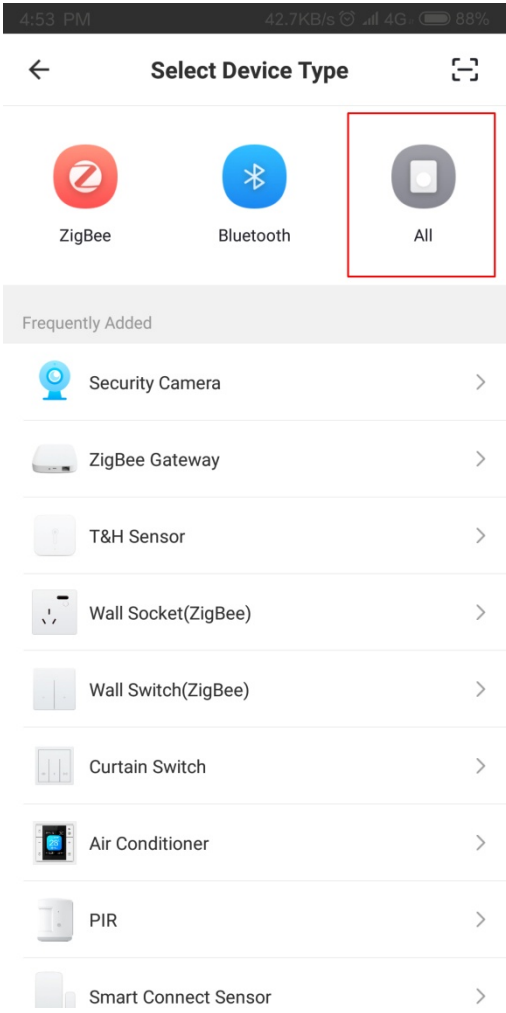 4:53 PM 42.7KB/s 4G 88%
Select Device Type
ZigBee Bluetooth All
Frequently Added
Security Camera
ZigBee Gateway
T&H Sensor
Wall Socket(ZigBee)
Wall Switch(ZigBee)
Curtain Switch
Air Conditioner
PIR
Smart Connect Sensor